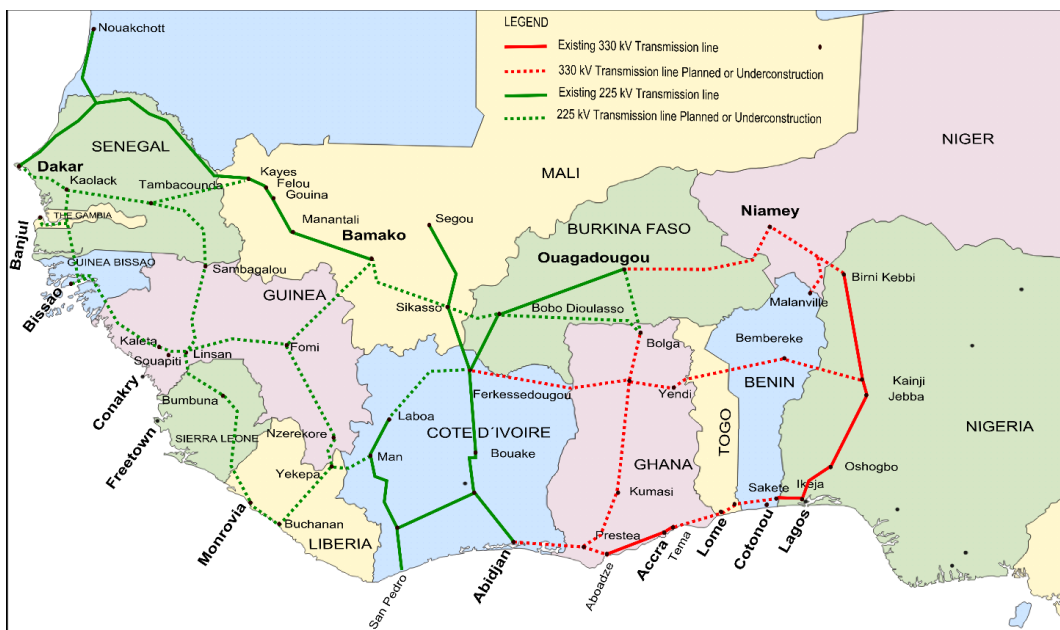 Nouakchott
LEGEND
Existing 330 kV Transmission line
330 kV Transmission line Planned or Underconstruction
Existing 225 kV Transmission line
225 kV Transmission line Planned or Underconstruction
NIGER
SENEGAL
Dakar
Kaolack
Tambacounda
Kayes
Felou
Gouina
MALI
THE GAMBIA
Banjul
Manantali
Bamako
Segou
Niamey
BURKINA FASO
Ouagadougou
GUINEA BISSAO
Bissao
Sambagalou
GUINEA
Sikasso
Bobo Dioulasso
Birni Kebbi
Malanville
Kaleta
Souapiti
Linsan
Fomi
Bolga
Bembereke
Conakry
Bumbuna
Ferkessedougou
Yendi
BENIN
Kainji
Jebba
Freetown
SIERRA LEONE
Nzerekore
Laboa
COTE D´IVOIRE
TOGO
NIGERIA
Yekepa
Man
Bouake
GHANA
Oshogbo
Kumasi
Sakete
Ikeja
Monrovia
Buchanan
LIBERIA
San Pedro
Abidjan
Prestea
Aboadze
Accra
Tema
Lome
Cotonou
Lagos